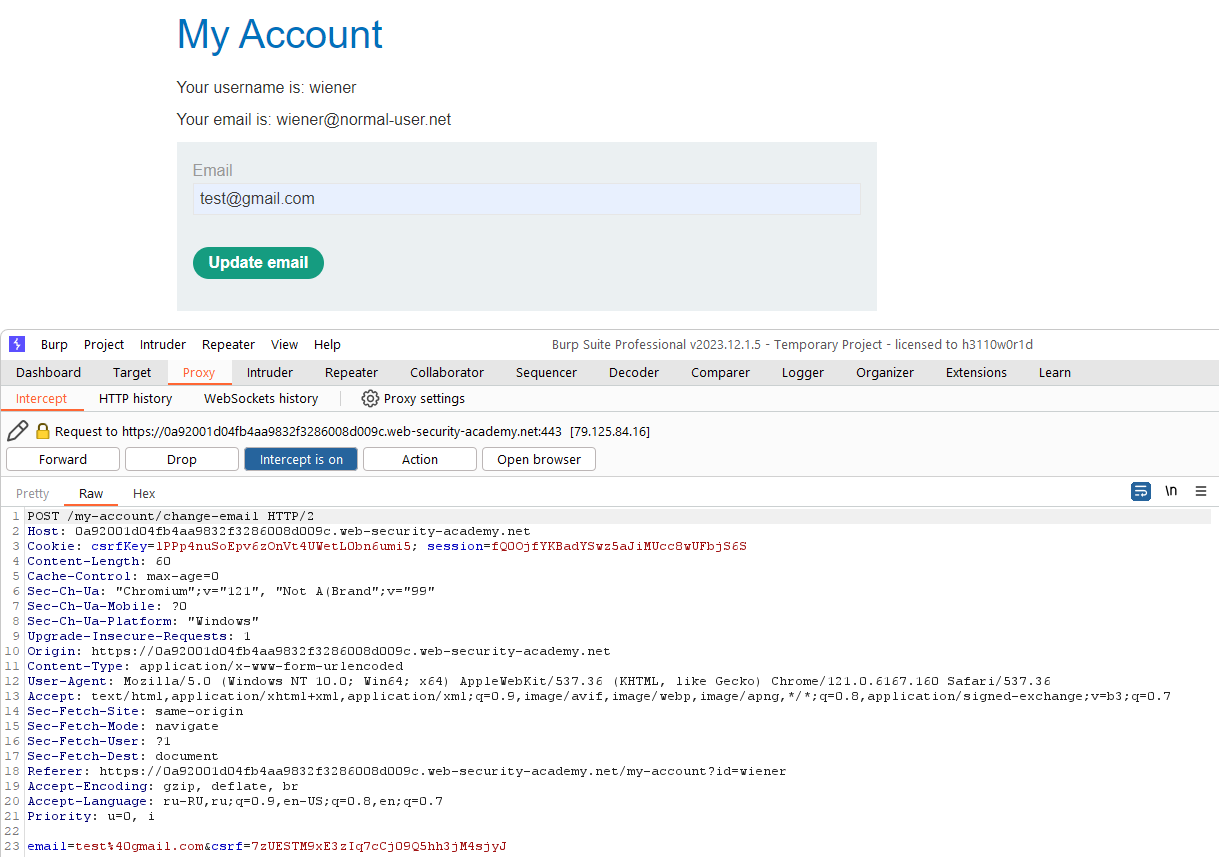 My Account
Your username is: wiener
Your email is: wiener@normal-user.net
Email
test@gmail.com
Update email
Burp Project Intruder Repeater View Help Burp Suite Professional v2023.12.1.5 - Temporary Project - licensed to h3110w0r1d
Dashboard Target Proxy Intruder Repeater Collaborator Sequencer Decoder Comparer Logger Organizer Extensions Learn
Intercept HTTP history WebSockets history Proxy settings
Request to https://0a92001d04fb4aa9832f3286008d009c.web-security-academy.net:443 [79.125.84.16]
Forward Drop Intercept is on Action Open browser
Pretty Raw Hex \n
1 POST /my-account/change-email HTTP/2
2 Host: 0a92001d04fb4aa9832f3286008d009c.web-security-academy.net
3 Cookie: csrfKey=lPPp4nuSoEpv6zOnVt4UWetL0bn6umi5; session=fQ0OjfYKBadYSwz5aJiMUcc8wUFbjS6S
4 Content-Length: 60
5 Cache-Control: max-age=0
6 Sec-Ch-Ua: "Chromium";v="121", "Not A(Brand";v="99"
7 Sec-Ch-Ua-Mobile: ?0
8 Sec-Ch-Ua-Platform: "Windows"
9 Upgrade-Insecure-Requests: 1
10 Origin: https://0a92001d04fb4aa9832f3286008d009c.web-security-academy.net
11 Content-Type: application/x-www-form-urlencoded
12 User-Agent: Mozilla/5.0 (Windows NT 10.0; Win64; x64) AppleWebKit/537.36 (KHTML, like Gecko) Chrome/121.0.6167.160 Safari/537.36
13 Accept: text/html,application/xhtml+xml,application/xml;q=0.9,image/avif,image/webp,image/apng,*/*;q=0.8,application/signed-exchange;v=b3;q=0.7
14 Sec-Fetch-Site: same-origin
15 Sec-Fetch-Mode: navigate
16 Sec-Fetch-User: ?1
17 Sec-Fetch-Dest: document
18 Referer: https://0a92001d04fb4aa9832f3286008d009c.web-security-academy.net/my-account?id=wiener
19 Accept-Encoding: gzip, deflate, br
20 Accept-Language: ru-RU,ru;q=0.9,en-US;q=0.8,en;q=0.7
21 Priority: u=0, i
22
23 email=test%40gmail.com&csrf=7zUESTM9xE3zIq7cCj09Q5hh3jM4sjyJ